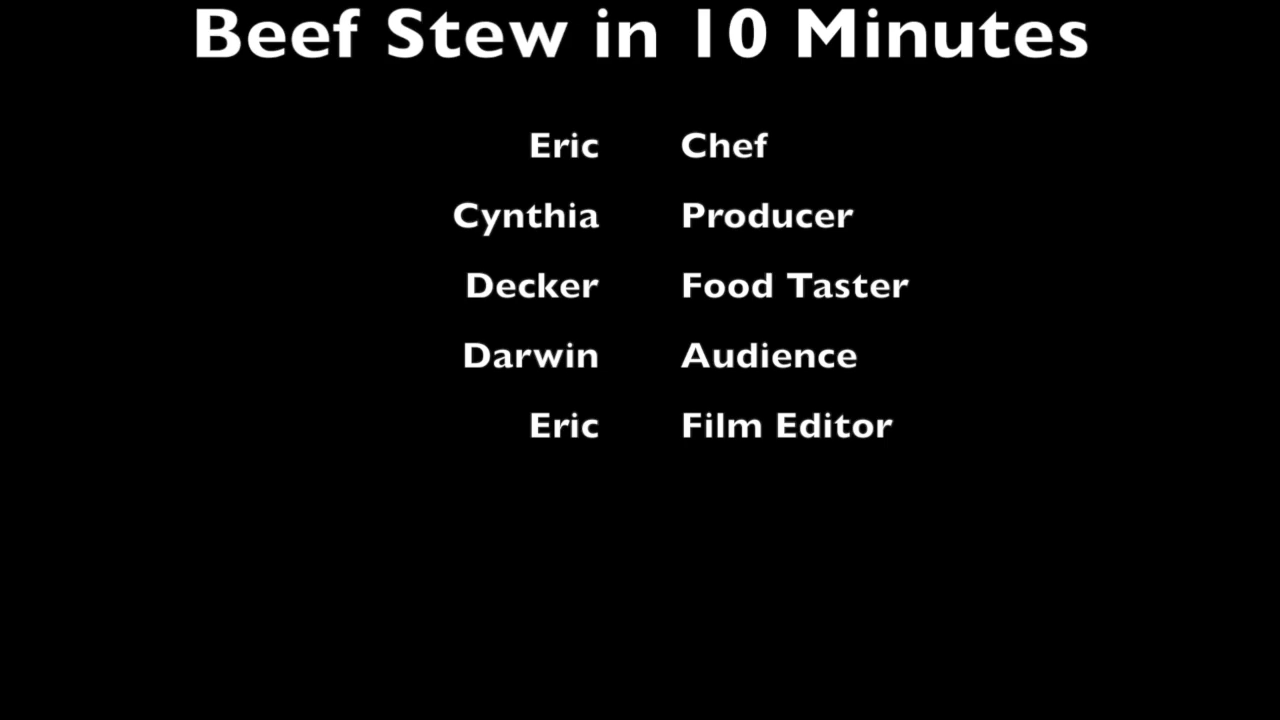 Beef Stew in 10 Minutes
Eric Chef
Cynthia Producer
Decker Food Taster
Darwin Audience
Eric Film Editor